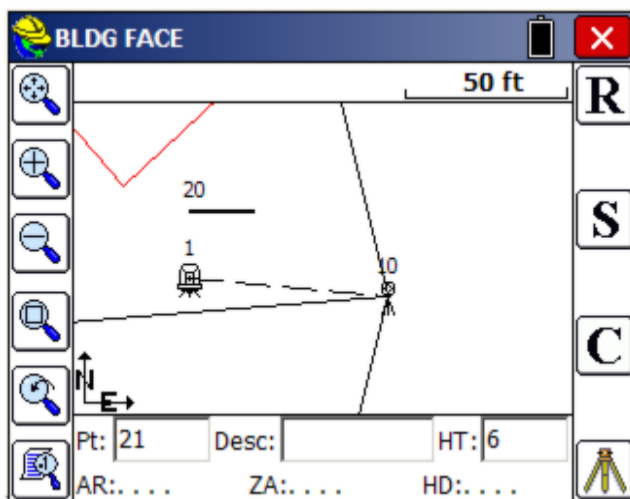 BLDG FACE
50 ft
R
20
S
1
10
C
N
E
Pt: 21 Desc: HT: 6
AR:. . . . ZA:. . . . HD:. . . .